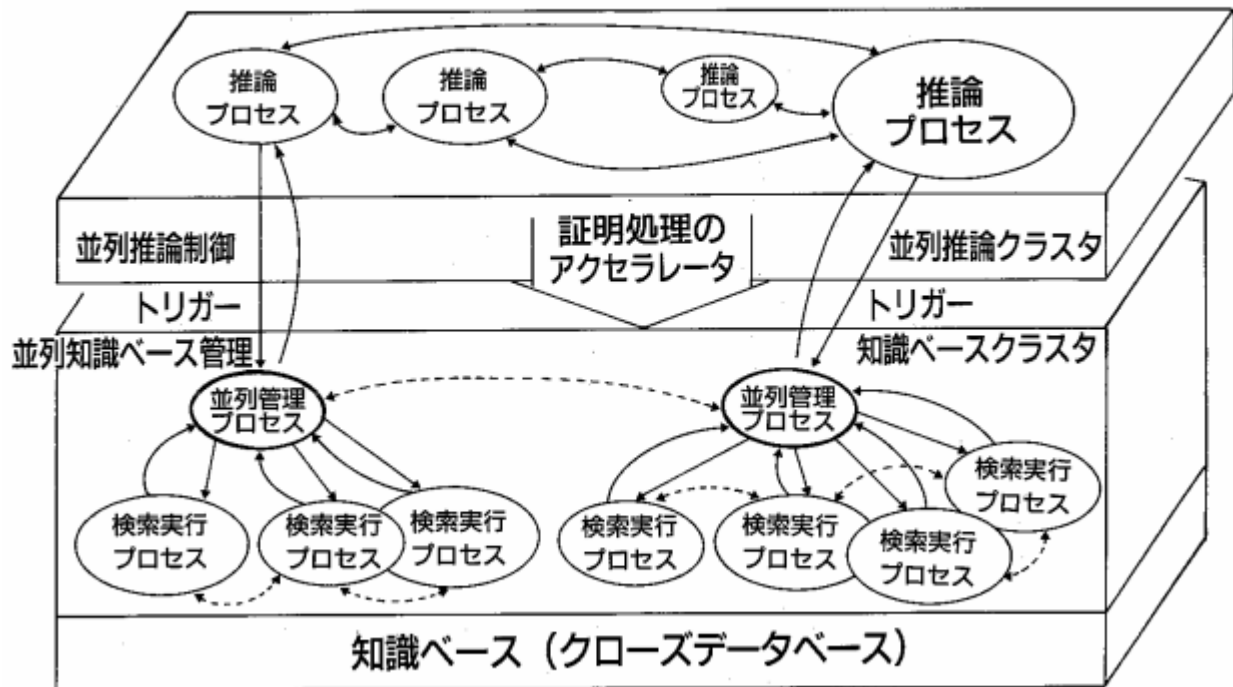 推論
プロセス
推論
プロセス
推論
プロセス
推論
プロセス
並列推論制御
証明処理の
アクセラレータ
並列推論クラスタ
トリガー
トリガー
並列知識ベース管理
知識ベースクラスタ
並列管理
プロセス
並列管理
プロセス
検索実行
プロセス
検索実行
プロセス
検索実行
プロセス
検索実行
プロセス
検索実行
プロセス
検索実行
プロセス
検索実行
プロセス
知識ベース（クローズデータベース）